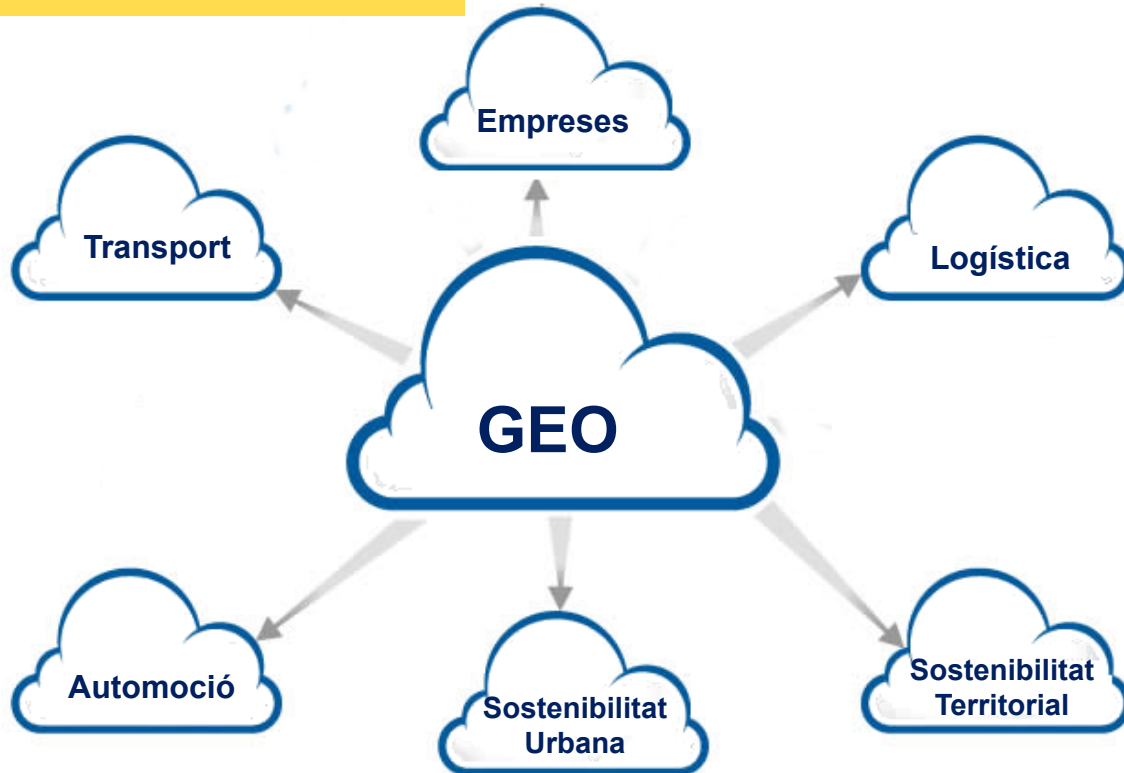 Empreses
Transport
Logística
GEO
Automoció
Sostenibilitat
Urbana
Sostenibilitat
Territorial